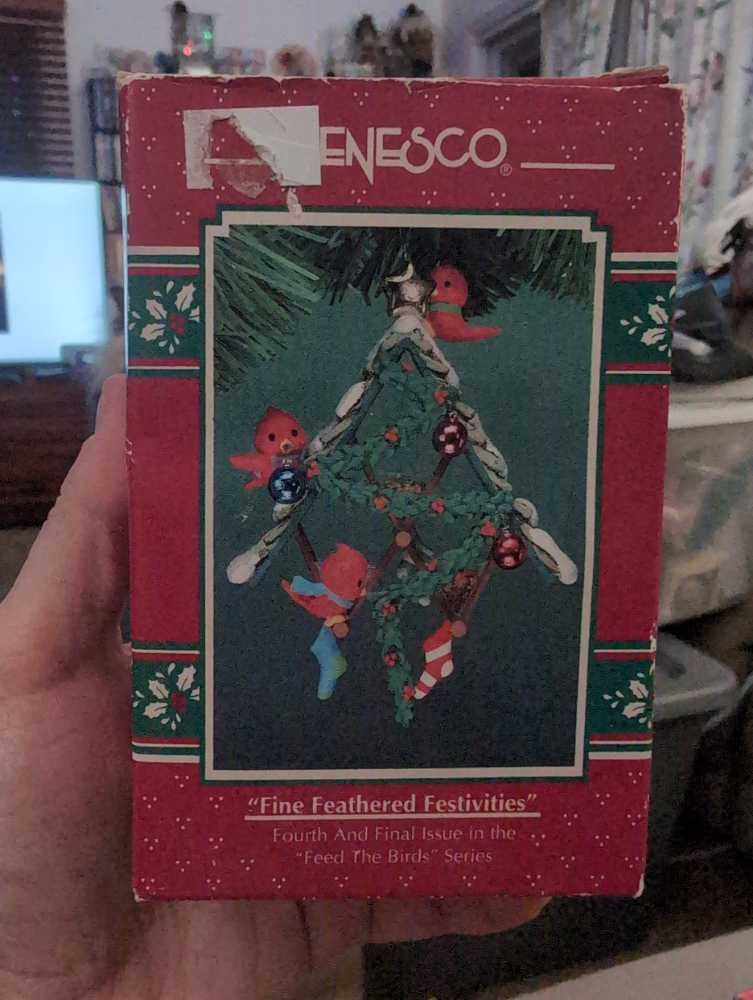 ENESCO®
"Fine Feathered Festivities"
Fourth And Final Issue in the
"Feed The Birds" Series